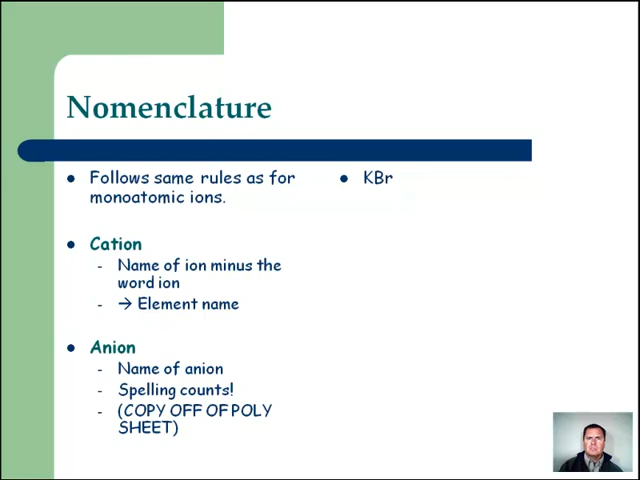 Nomenclature
Follows same rules as for
monoatomic ions.
Cation
- Name of ion minus the
word ion
- → Element name
Anion
- Name of anion
- Spelling counts!
- (COPY OFF OF POLY
SHEET)
KBr